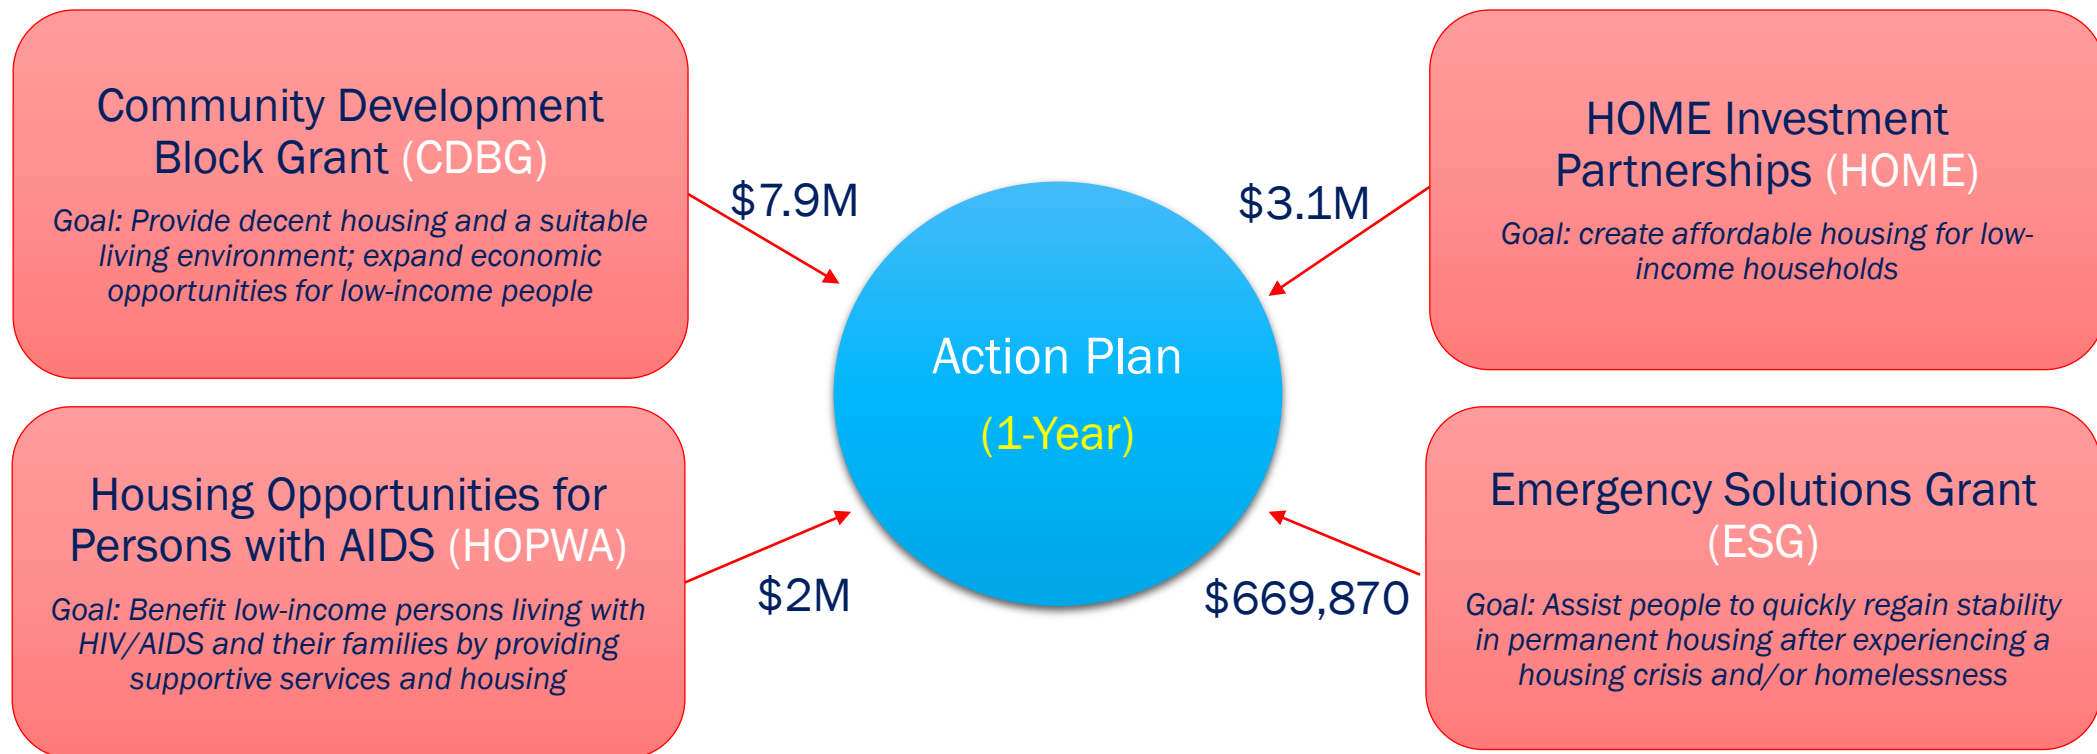 Community Development
Block Grant (CDBG)
Goal: Provide decent housing and a suitable
living environment; expand economic
opportunities for low-income people
$7.9M
HOME Investment
Partnerships (HOME)
Goal: create affordable housing for low-
income households
$3.1M
Action Plan
(1-Year)
Housing Opportunities for
Persons with AIDS (HOPWA)
Goal: Benefit low-income persons living with
HIV/AIDS and their families by providing
supportive services and housing
$2M
Emergency Solutions Grant
(ESG)
Goal: Assist people to quickly regain stability
in permanent housing after experiencing a
housing crisis and/or homelessness
$669,870